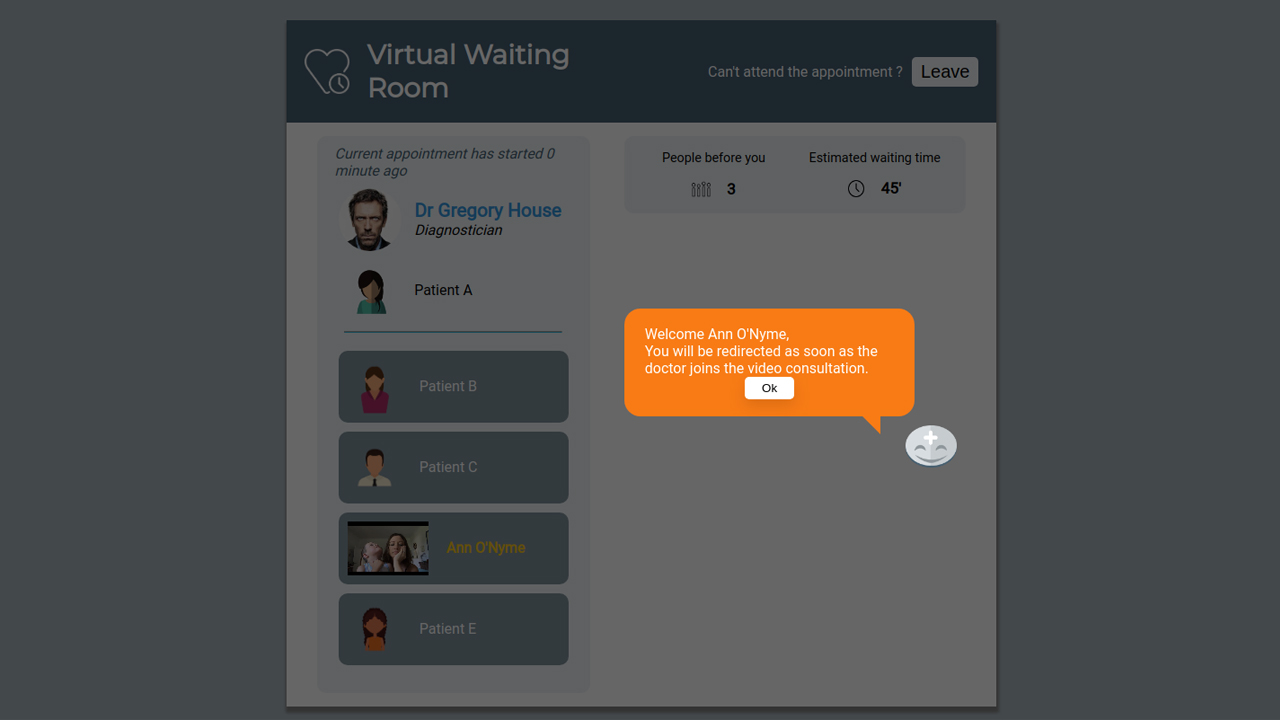 Virtual Waiting
Room
Can't attend the appointment ?
Leave
Current appointment has started 0
minute ago
Dr Gregory House
Diagnostician
Patient A
Patient B
Patient C
Ann O'Nyme
Patient E
People before you
3
Estimated waiting time
45'
Welcome Ann O'Nyme,
You will be redirected as soon as the
doctor joins the video consultation.
Ok